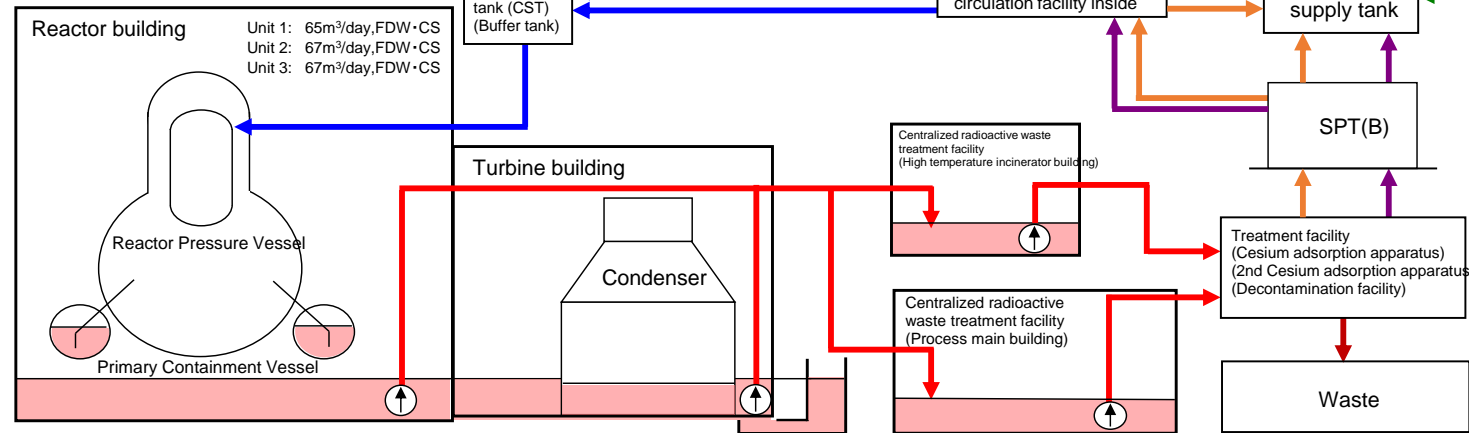 tank (CST)
(Buffer tank)
circulation facility inside
supply tank
Reactor building
Unit 1: 65m³/day,FDW・CS
Unit 2: 67m³/day,FDW・CS
Unit 3: 67m³/day,FDW・CS
SPT(B)
Centralized radioactive waste
treatment facility
(High temperature incinerator building)
Turbine building
Reactor Pressure Vessel
Condenser
Treatment facility
(Cesium adsorption apparatus)
(2nd Cesium adsorption apparatus
(Decontamination facility)
Centralized radioactive
waste treatment facility
(Process main building)
Primary Containment Vessel
Waste